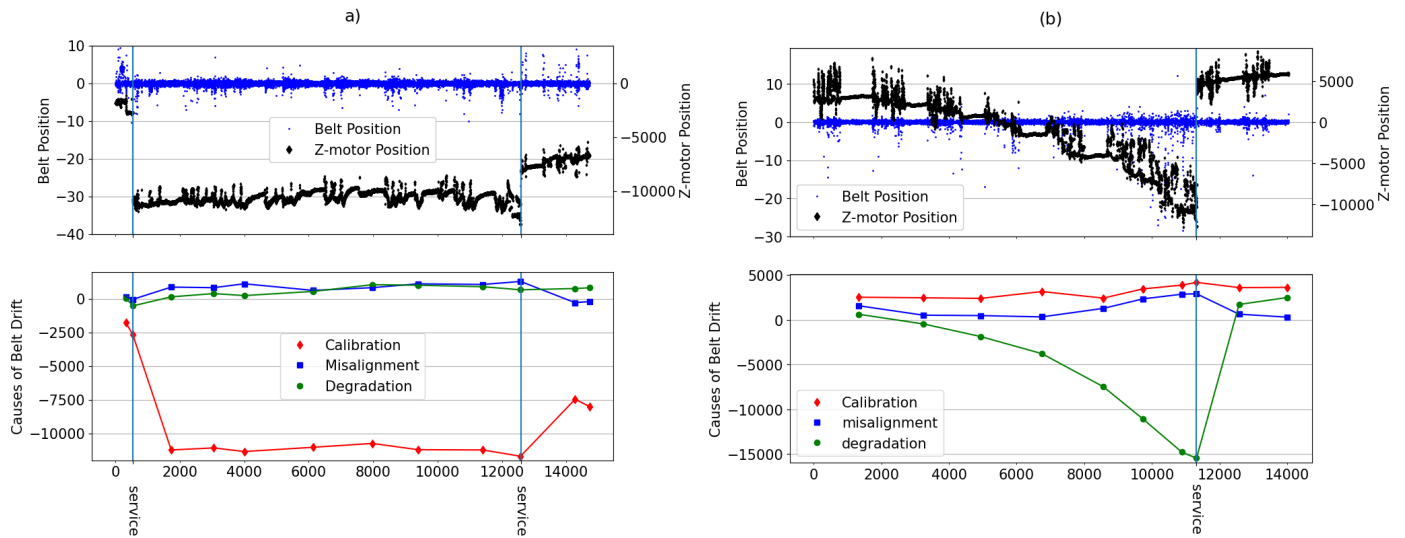 a)
10
0
−10
−20
−30
−40
Belt Position
Belt Position
Z-motor Position
0
−5000
−10000
Z-motor Position
0
−2500
−5000
−7500
−10000
Causes of Belt Drift
Calibration
Misalignment
Degradation
0
2000
4000
6000
8000
10000
12000
14000
service
service
(b)
10
0
−10
−20
−30
Belt Position
Belt Position
Z-motor Position
5000
0
−5000
−10000
Z-motor Position
5000
0
−5000
−10000
−15000
Causes of Belt Drift
Calibration
misalignment
degradation
0
2000
4000
6000
8000
10000
12000
14000
service